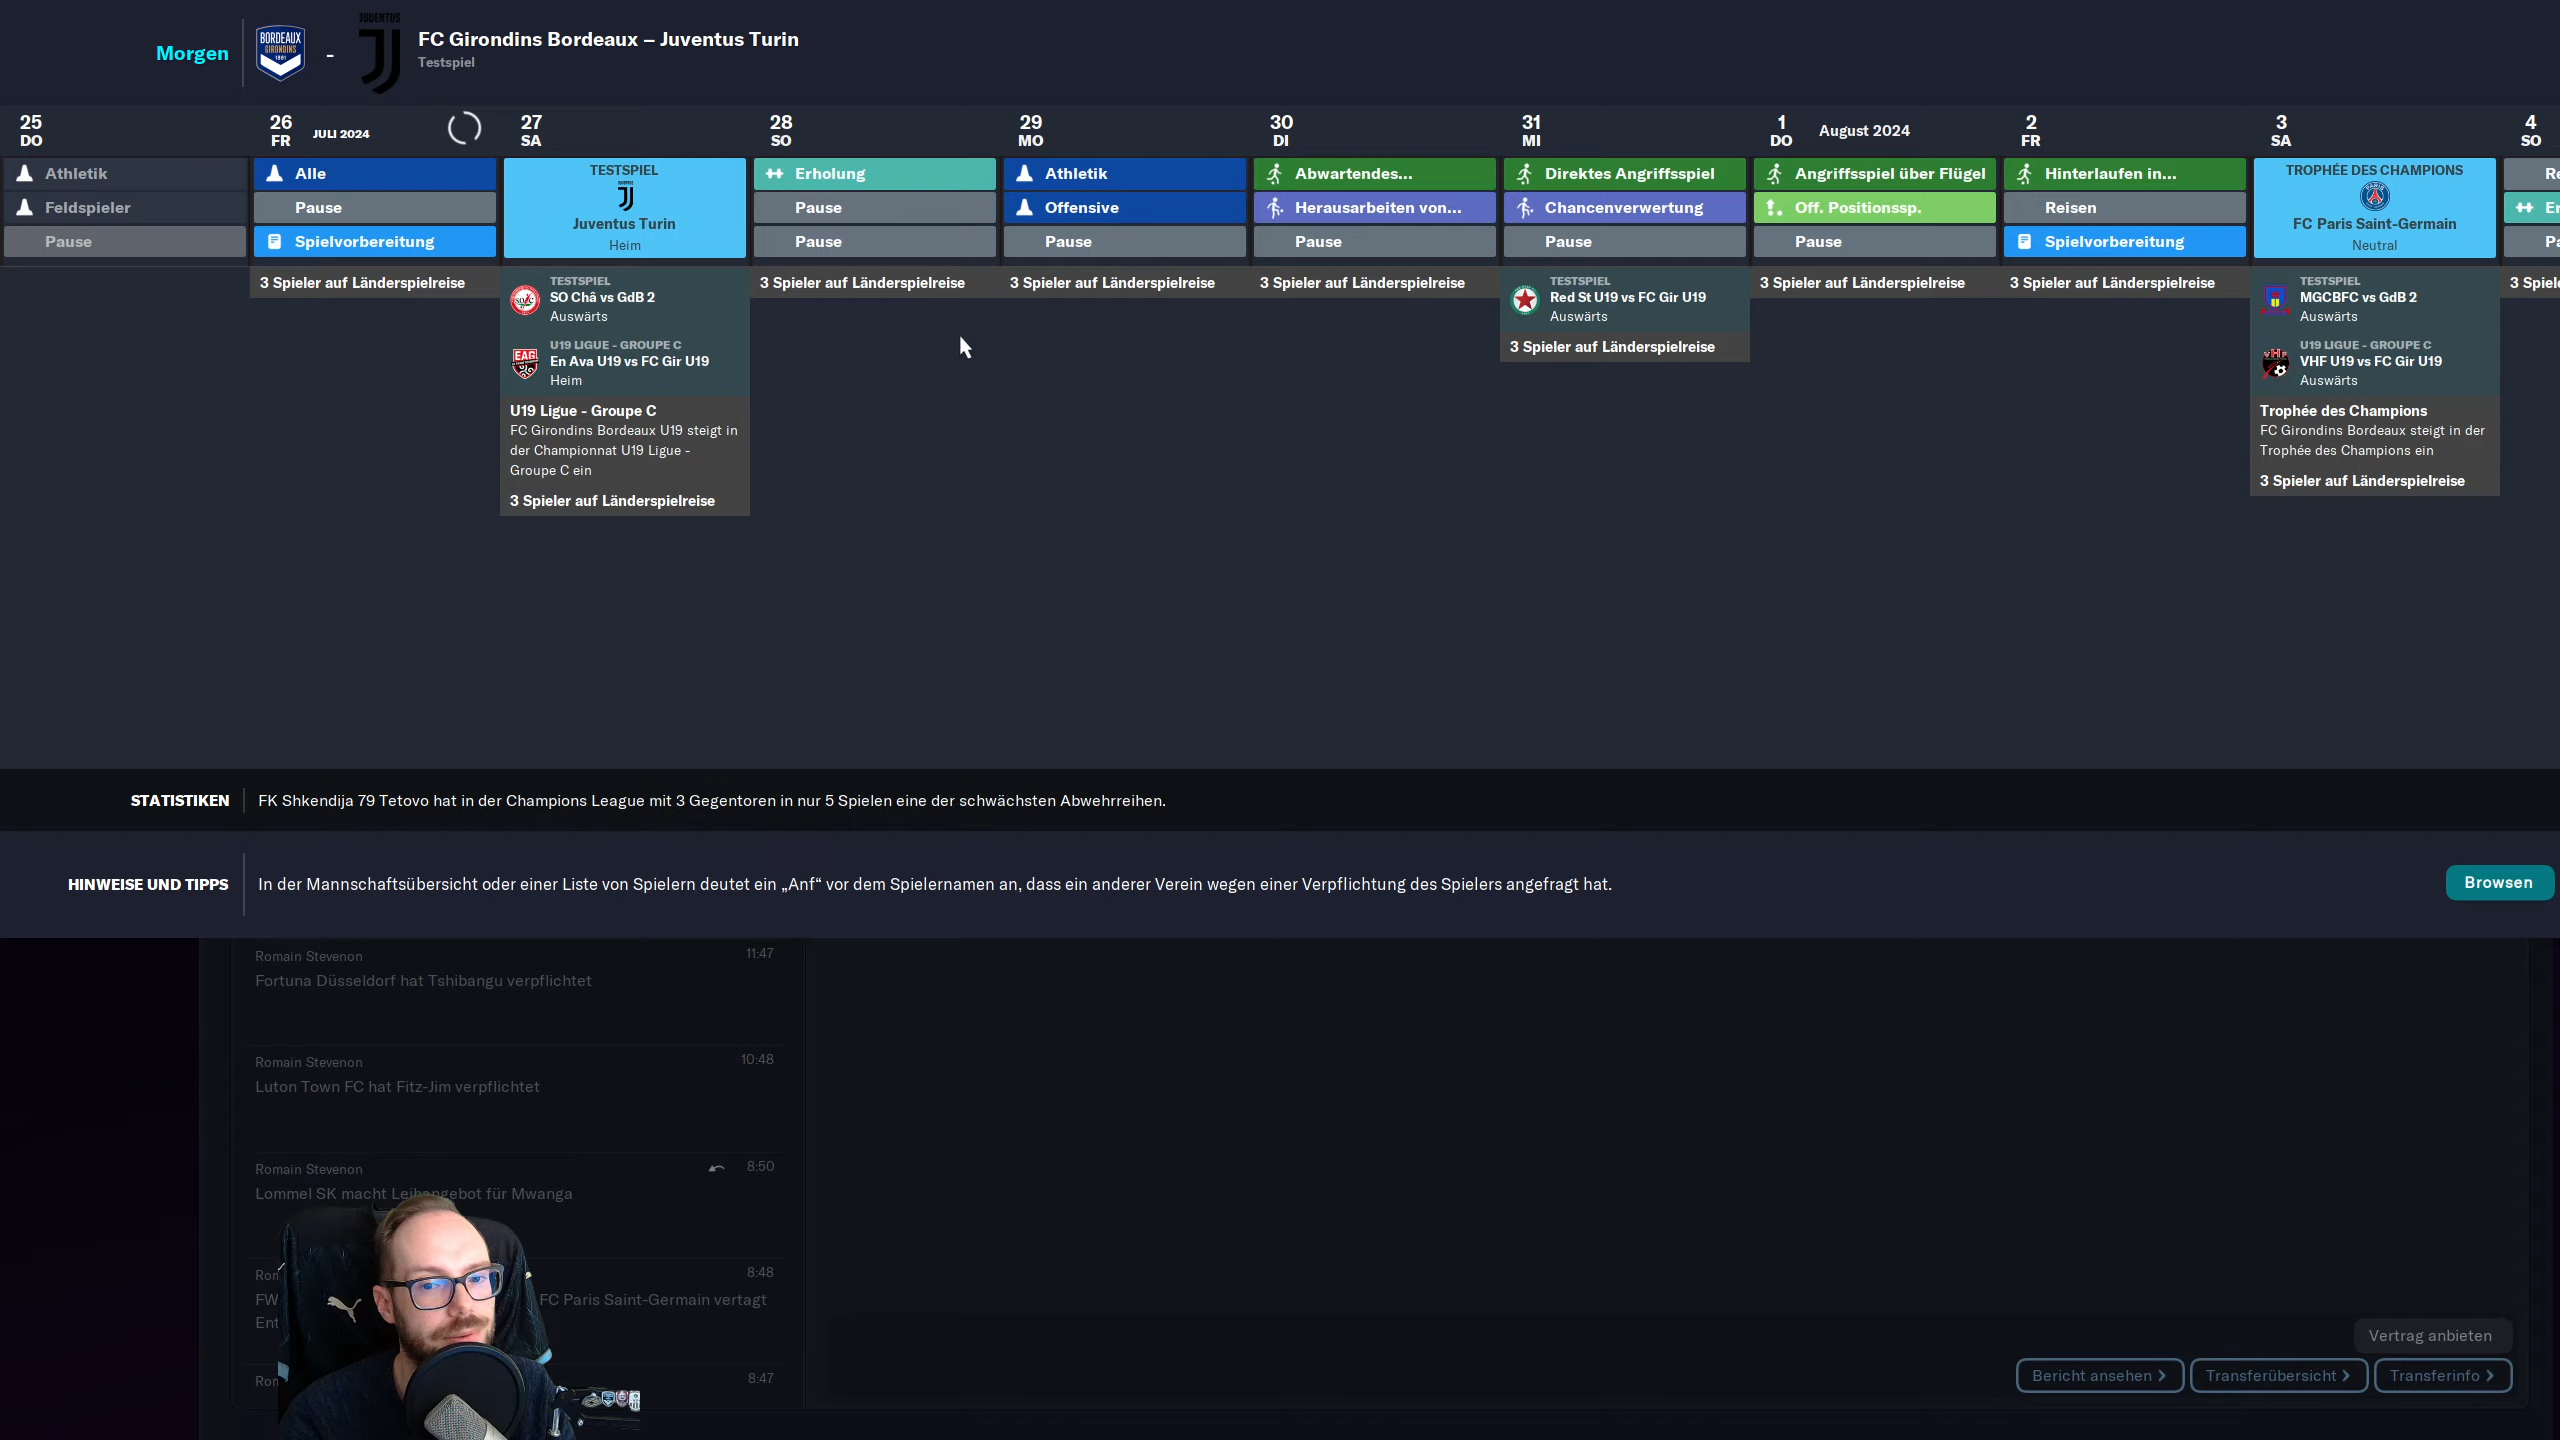 Morgen
BORDEAUX
GIRONDINS
-
JUVENTUS
FC Girondins Bordeaux – Juventus Turin
Testspiel
25
DO
Athletik
Feldspieler
Pause
26
FR
JULI 2024
Alle
Pause
Spielvorbereitung
3 Spieler auf Länderspielreise
27
SA
TESTSPIEL
Juventus Turin
Heim
TESTSPIEL
SO Châ vs GdB 2
Auswärts
U19 LIGUE - GROUPE C
En Ava U19 vs FC Gir U19
Heim
U19 Ligue - Groupe C
FC Girondins Bordeaux U19 steigt in
der Championnat U19 Ligue -
Groupe C ein
3 Spieler auf Länderspielreise
28
SO
Erholung
Pause
Pause
3 Spieler auf Länderspielreise
29
MO
Athletik
Offensive
Pause
3 Spieler auf Länderspielreise
30
DI
Abwartendes...
Herausarbeiten von...
Pause
3 Spieler auf Länderspielreise
31
MI
Direktes Angriffsspiel
Chancenverwertung
Pause
TESTSPIEL
Red St U19 vs FC Gir U19
Auswärts
3 Spieler auf Länderspielreise
1
DO
August 2024
Angriffsspiel über Flügel
Off. Positionssp.
Pause
3 Spieler auf Länderspielreise
2
FR
Hinterlaufen in...
Reisen
Spielvorbereitung
3 Spieler auf Länderspielreise
3
SA
TROPHÉE DES CHAMPIONS
FC Paris Saint-Germain
Neutral
TESTSPIEL
MGCBFC vs GdB 2
Auswärts
U19 LIGUE - GROUPE C
VHF U19 vs FC Gir U19
Auswärts
Trophée des Champions
FC Girondins Bordeaux steigt in der
Trophée des Champions ein
3 Spieler auf Länderspielreise
4
SO
Re
Er
Pa
3 Spiele
STATISTIKEN
FK Shkendija 79 Tetovo hat in der Champions League mit 3 Gegentoren in nur 5 Spielen eine der schwächsten Abwehrreihen.
HINWEISE UND TIPPS
In der Mannschaftsübersicht oder einer Liste von Spielern deutet ein „Anf“ vor dem Spielernamen an, dass ein anderer Verein wegen einer Verpflichtung des Spielers angefragt hat.
Browsen
Romain Stevenon 11:47
Fortuna Düsseldorf hat Tshibangu verpflichtet
Romain Stevenon 10:48
Luton Town FC hat Fitz-Jim verpflichtet
Romain Stevenon 8:50
Lommel SK macht Leihangebot für Mwanga
Rom 8:48
FW FC Paris Saint-Germain vertagt
Ent
Rom 8:47
Vertrag anbieten
Bericht ansehen
Transferübersicht
Transferinfo